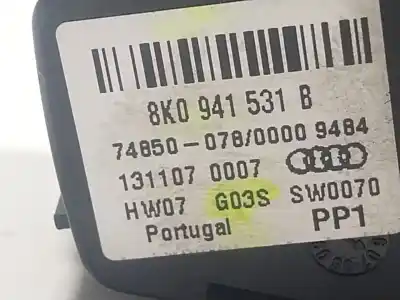 8K0 941 531 B
74850-078/0000 9484
131107 0007
HW07 G03S SW0070
Portugal PP1